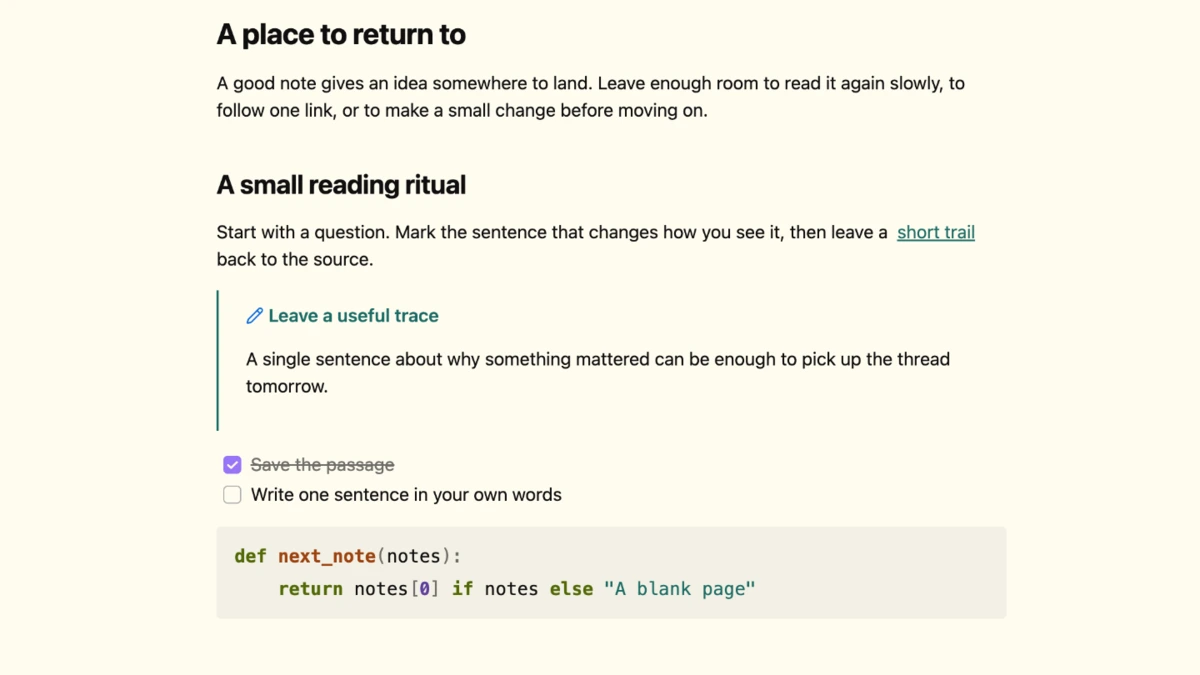 A place to return to
A good note gives an idea somewhere to land. Leave enough room to read it again slowly, to
follow one link, or to make a small change before moving on.
A small reading ritual
Start with a question. Mark the sentence that changes how you see it, then leave a short trail
back to the source.
Leave a useful trace
A single sentence about why something mattered can be enough to pick up the thread
tomorrow.
Save the passage
Write one sentence in your own words
def next_note(notes):
    return notes[0] if notes else "A blank page"